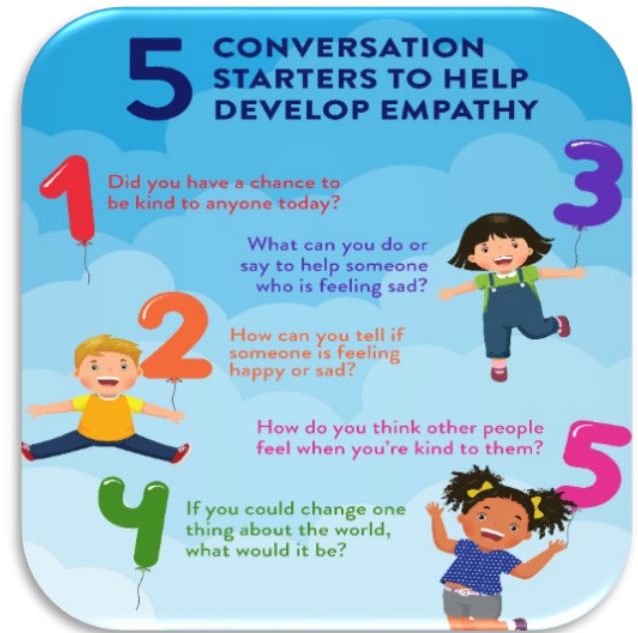 5 CONVERSATION
STARTERS TO HELP
DEVELOP EMPATHY
1
Did you have a chance to
be kind to anyone today?
3
What can you do or
say to help someone
who is feeling sad?
2
How can you tell if
someone is feeling
happy or sad?
5
How do you think other people
feel when you're kind to them?
4
If you could change one
thing about the world,
what would it be?